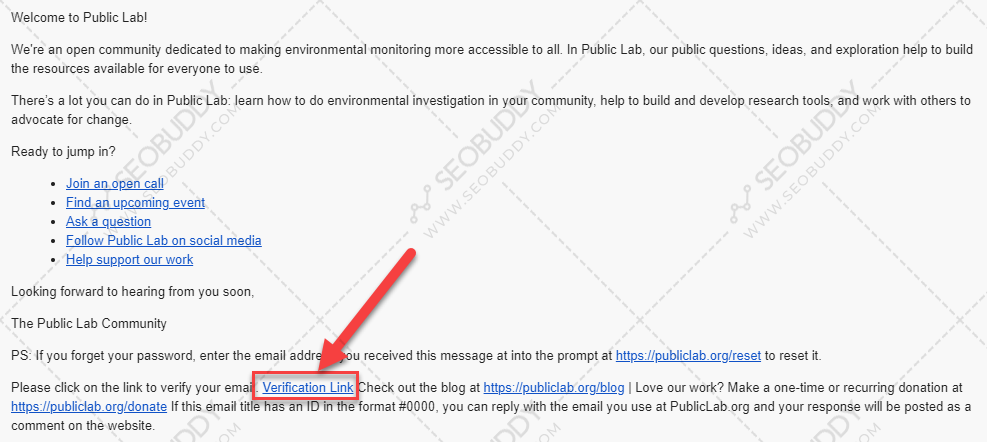 Welcome to Public Lab!
We're an open community dedicated to making environmental monitoring more accessible to all. In Public Lab, our public questions, ideas, and exploration help to build
the resources available for everyone to use.
There's a lot you can do in Public Lab: learn how to do environmental investigation in your community, help to build and develop research tools, and work with others to
advocate for change.
Ready to jump in?
Join an open call
Find an upcoming event
Ask a question
Follow Public Lab on social media
Help support our work
Looking forward to hearing from you soon,
The Public Lab Community
PS: If you forget your password, enter the email address you received this message at into the prompt at https://publiclab.org/reset to reset it.
Please click on the link to verify your email. Verification Link Check out the blog at https://publiclab.org/blog | Love our work? Make a one-time or recurring donation at
https://publiclab.org/donate If this email title has an ID in the format #0000, you can reply with the email you use at PublicLab.org and your response will be posted as a
comment on the website.
SEOBUDDY
WWW.SEOBUDDY.COM
SEOBUDDY
WWW.SEOBUDDY.COM
SEOBUDDY
WWW.SEOBUDDY.COM